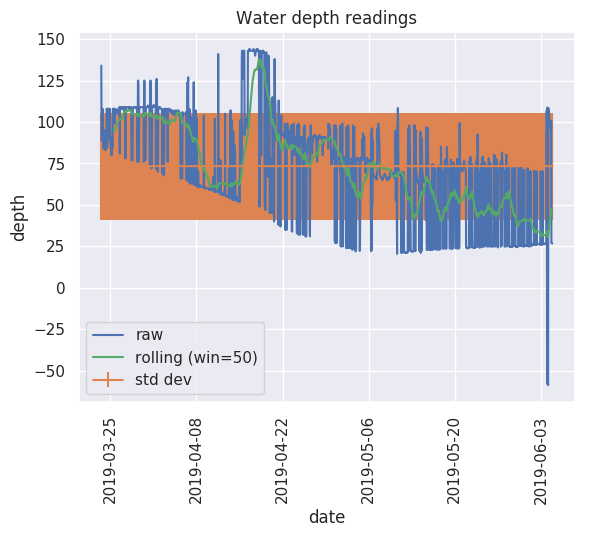 Water depth readings
150
125
100
75
50
25
0
−25
−50
depth
raw
rolling (win=50)
std dev
2019-03-25
2019-04-08
2019-04-22
2019-05-06
2019-05-20
2019-06-03
date